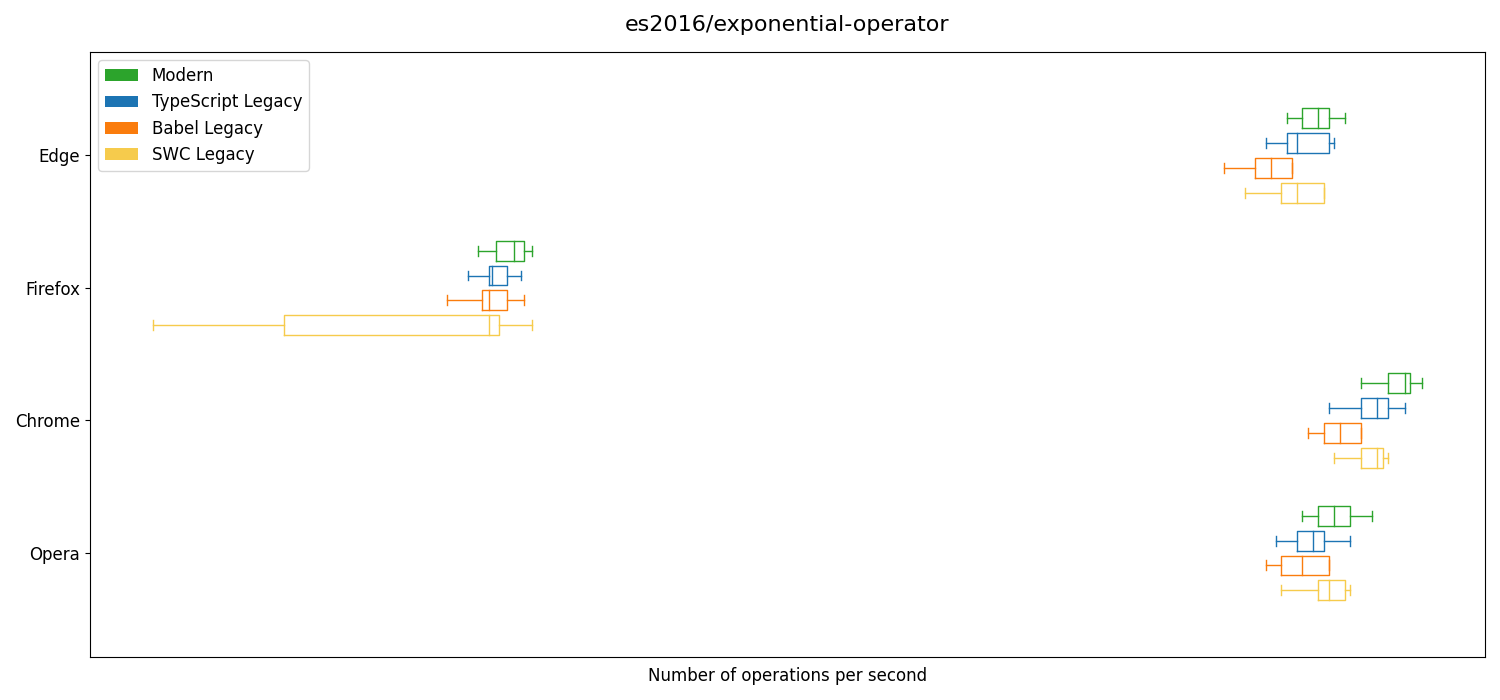 es2016/exponential-operator
Modern
TypeScript Legacy
Babel Legacy
SWC Legacy
Edge
Firefox
Chrome
Opera
Number of operations per second